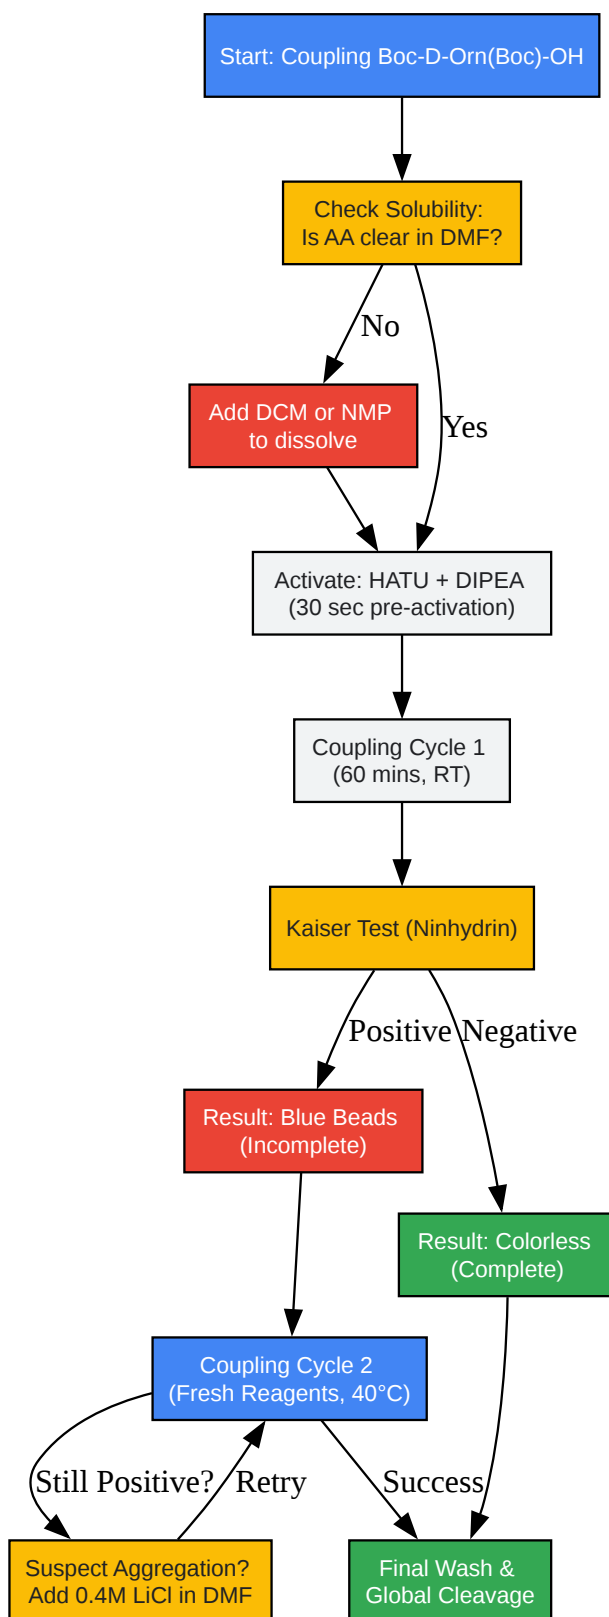 Start: Coupling Boc-D-Orn(Boc)-OH
Check Solubility:
Is AA clear in DMF?
No
Yes
Add DCM or NMP
to dissolve
Activate: HATU + DIPEA
(30 sec pre-activation)
Coupling Cycle 1
(60 mins, RT)
Kaiser Test (Ninhydrin)
Positive
Negative
Result: Blue Beads
(Incomplete)
Result: Colorless
(Complete)
Coupling Cycle 2
(Fresh Reagents, 40°C)
Still Positive?
Retry
Success
Suspect Aggregation?
Add 0.4M LiCl in DMF
Final Wash &
Global Cleavage